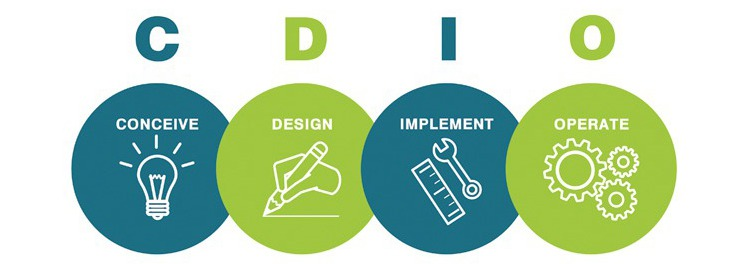 C D I O
CONCEIVE DESIGN IMPLEMENT OPERATE